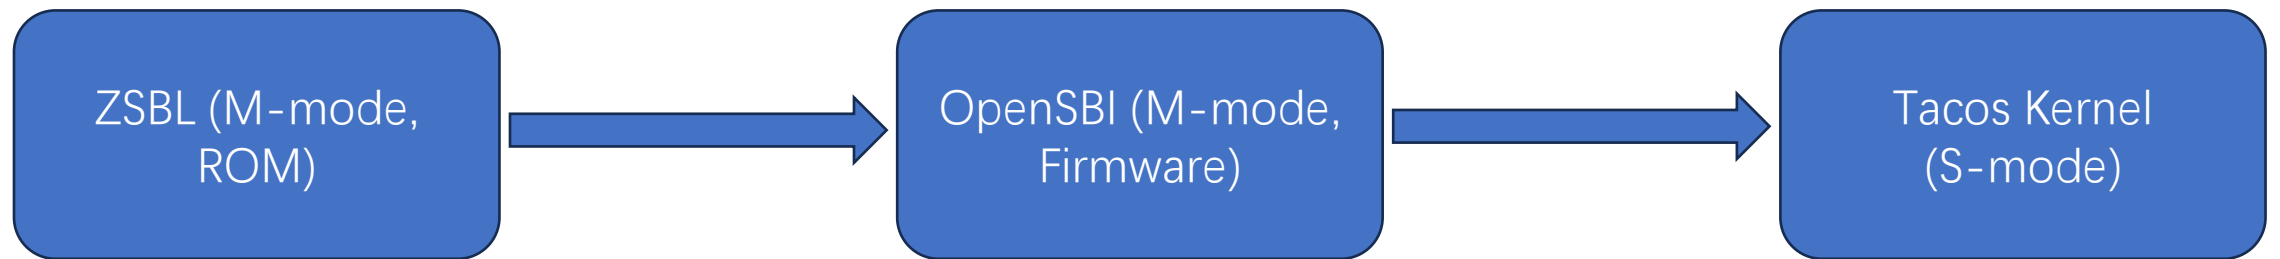 ZSBL (M-mode,
ROM)
OpenSBI (M-mode,
Firmware)
Tacos Kernel
(S-mode)